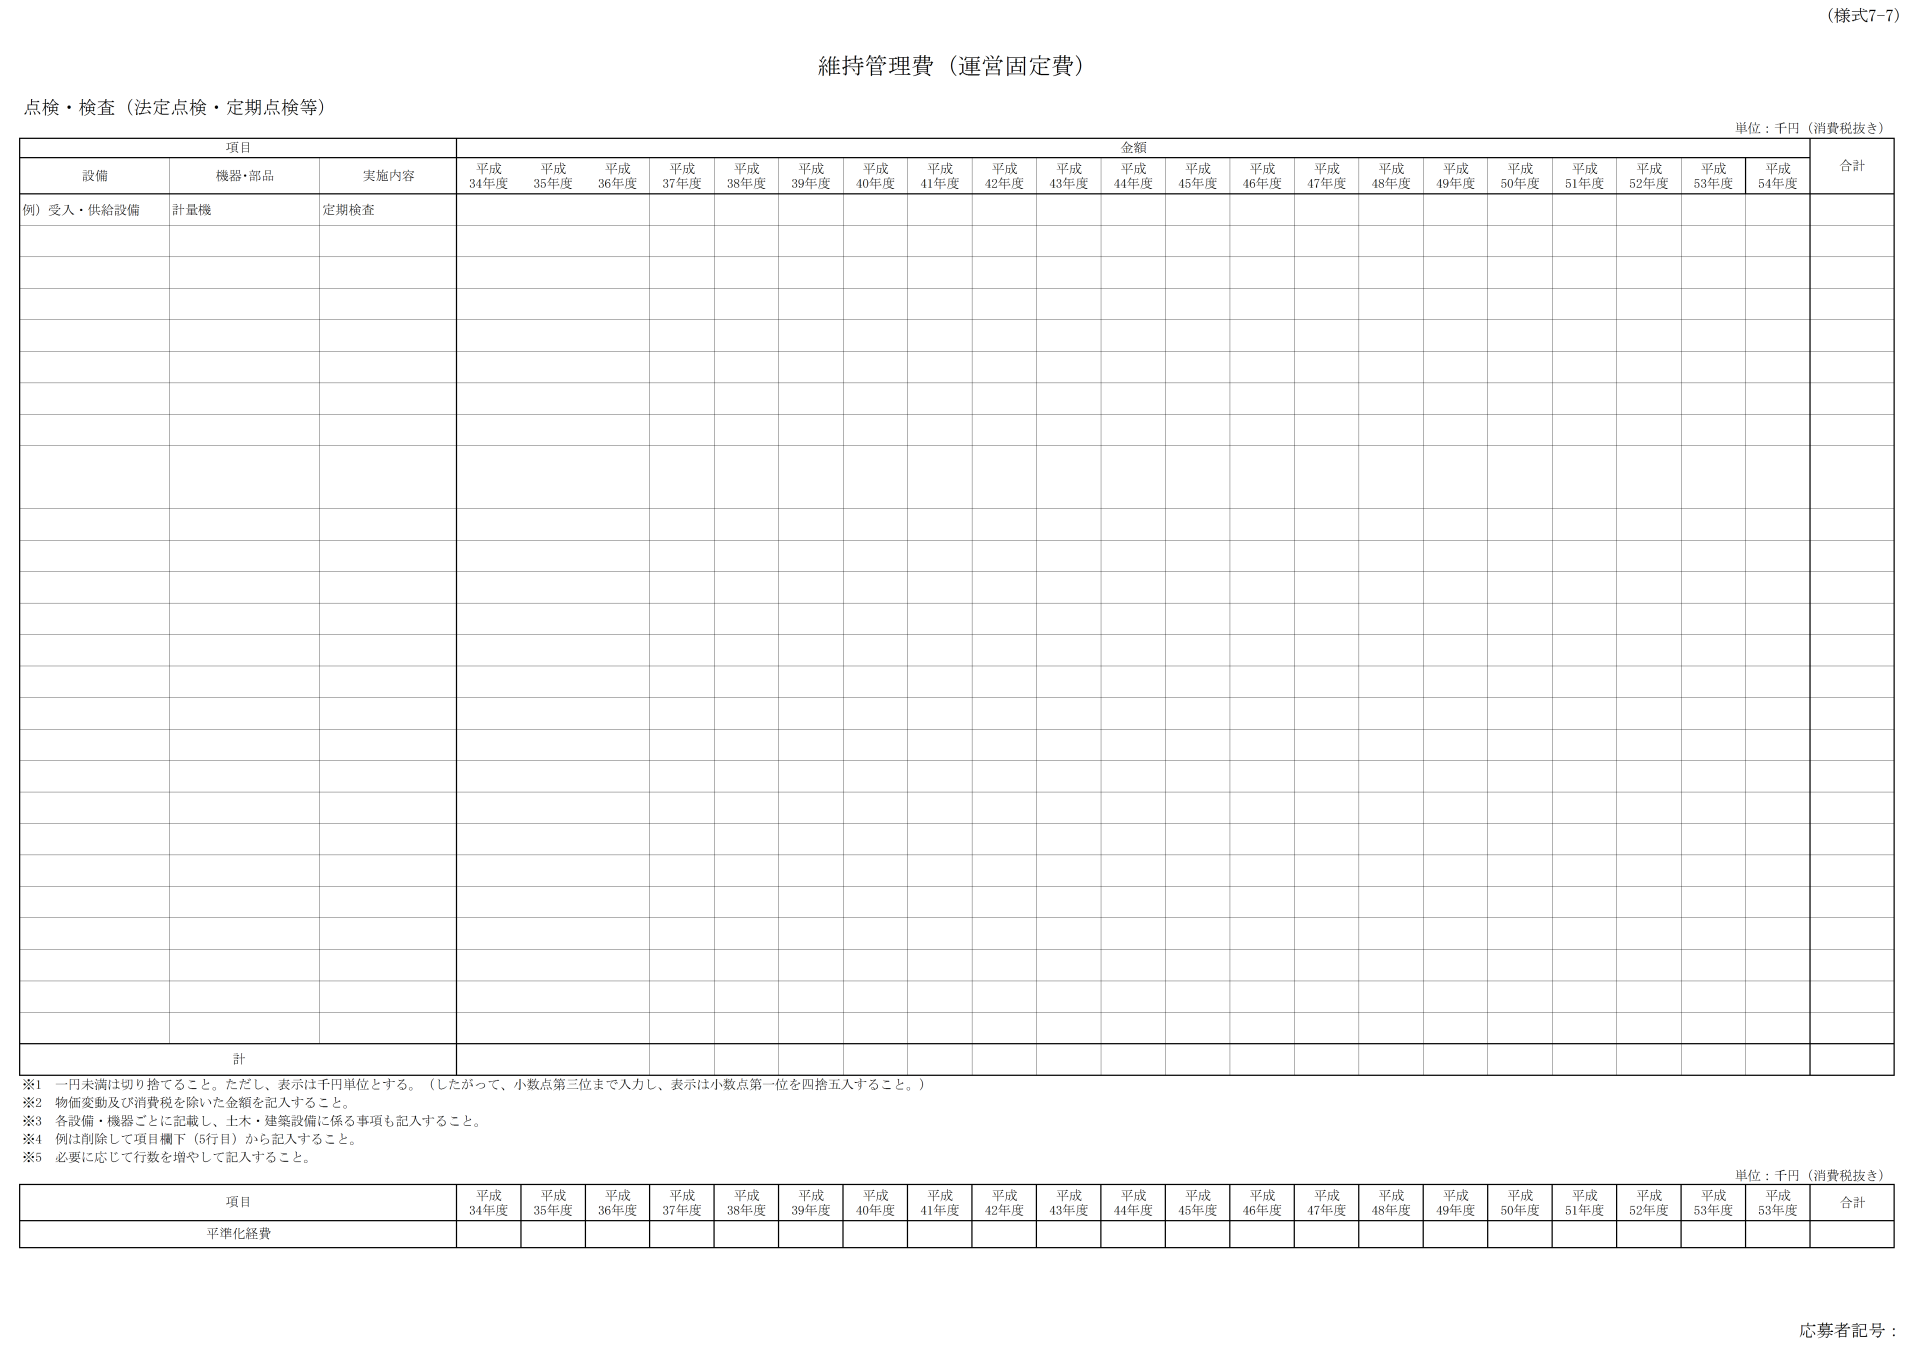 （様式7-7）
維持管理費（運営固定費）
点検・検査（法定点検・定期点検等）
単位：千円（消費税抜き）
項目 金額 合計
設備 機器･部品 実施内容 平成34年度 平成35年度 平成36年度 平成37年度 平成38年度 平成39年度 平成40年度 平成41年度 平成42年度 平成43年度 平成44年度 平成45年度 平成46年度 平成47年度 平成48年度 平成49年度 平成50年度 平成51年度 平成52年度 平成53年度 平成54年度
例）受入・供給設備 計量機 定期検査
計
※1　一円未満は切り捨てること。ただし、表示は千円単位とする。（したがって、小数点第三位まで入力し、表示は小数点第一位を四捨五入すること。）
※2　物価変動及び消費税を除いた金額を記入すること。
※3　各設備・機器ごとに記載し、土木・建築設備に係る事項も記入すること。
※4　例は削除して項目欄下（5行目）から記入すること。
※5　必要に応じて行数を増やして記入すること。
単位：千円（消費税抜き）
項目 平成34年度 平成35年度 平成36年度 平成37年度 平成38年度 平成39年度 平成40年度 平成41年度 平成42年度 平成43年度 平成44年度 平成45年度 平成46年度 平成47年度 平成48年度 平成49年度 平成50年度 平成51年度 平成52年度 平成53年度 平成53年度 合計
平準化経費
応募者記号：